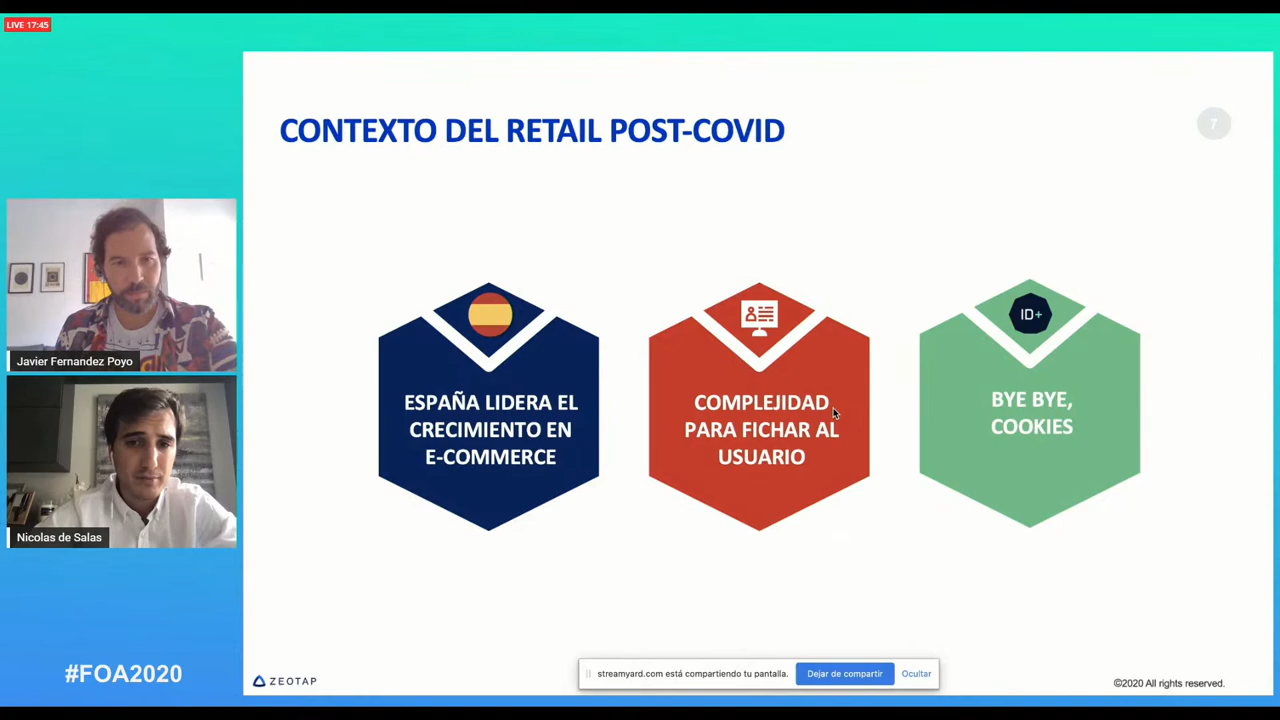 LIVE 17:45
CONTEXTO DEL RETAIL POST-COVID
7
Javier Fernandez Poyo
Nicolas de Salas
ESPAÑA LIDERA EL
CRECIMIENTO EN
E-COMMERCE
COMPLEJIDAD
PARA FICHAR AL
USUARIO
ID+
BYE BYE,
COOKIES
#FOA2020
ZEOTAP
streamyard.com está compartiendo tu pantalla.
Dejar de compartir
Ocultar
©2020 All rights reserved.